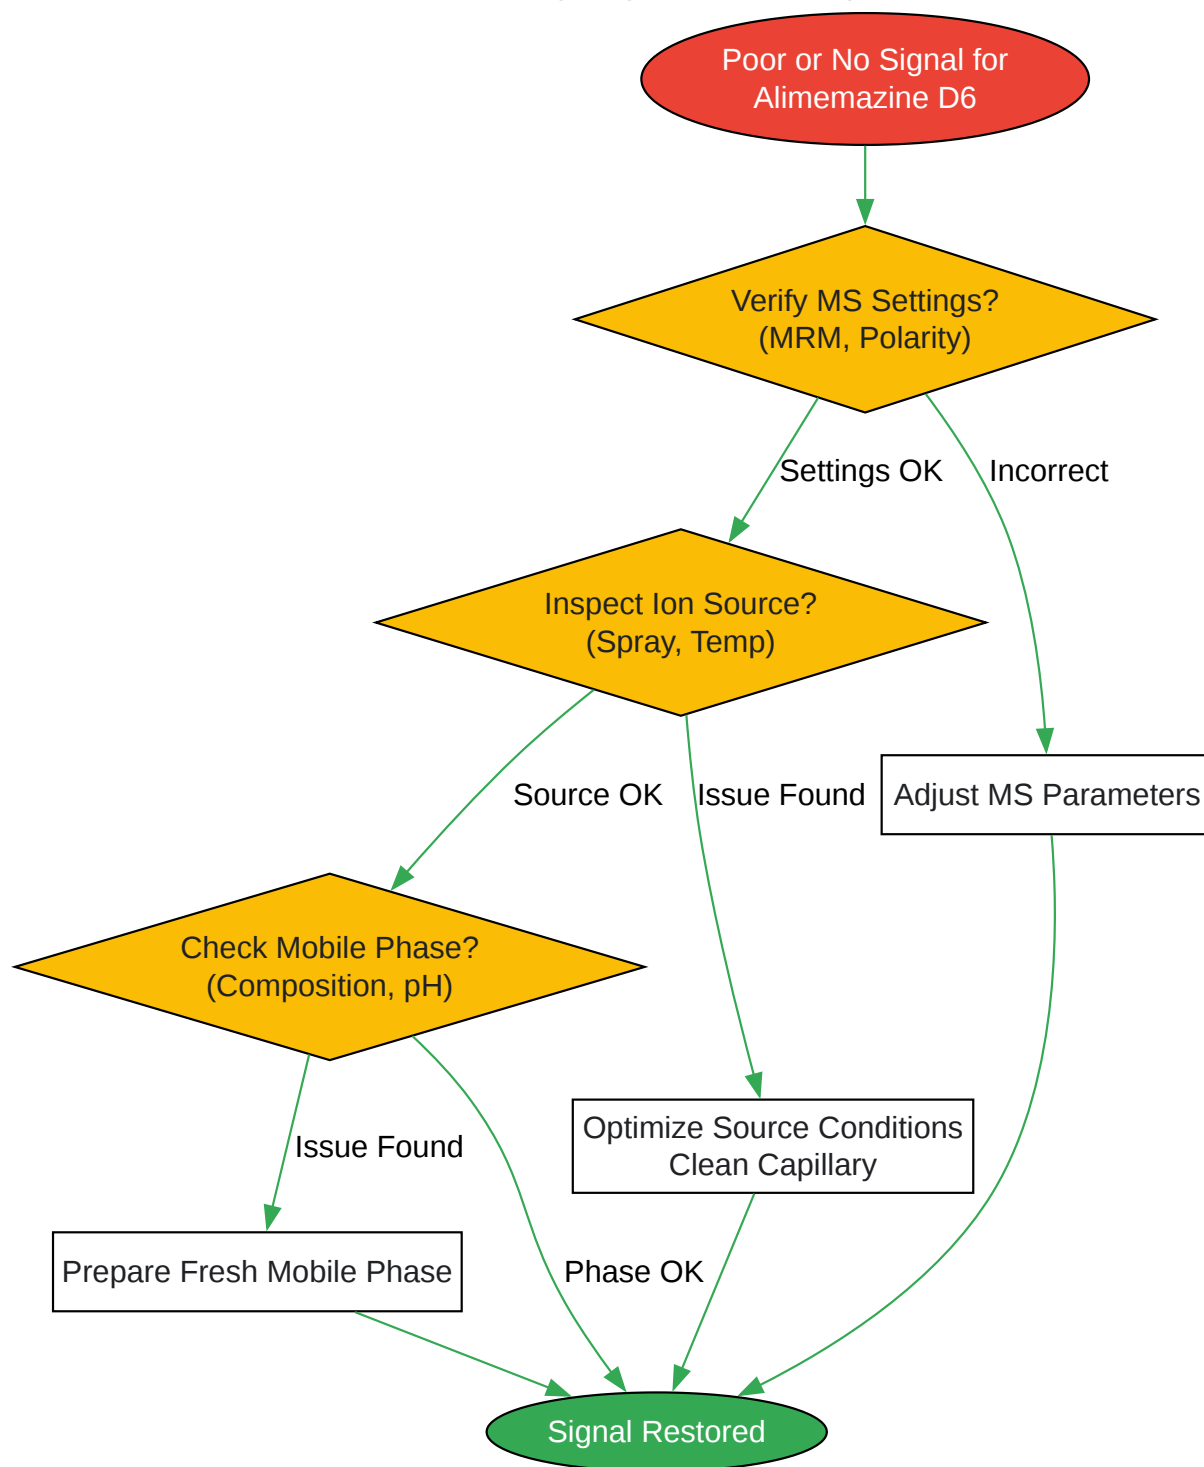 Poor or No Signal for
Alimemazine D6
Verify MS Settings?
(MRM, Polarity)
Settings OK
Incorrect
Inspect Ion Source?
(Spray, Temp)
Source OK
Issue Found
Adjust MS Parameters
Check Mobile Phase?
(Composition, pH)
Issue Found
Optimize Source Conditions
Clean Capillary
Prepare Fresh Mobile Phase
Phase OK
Signal Restored